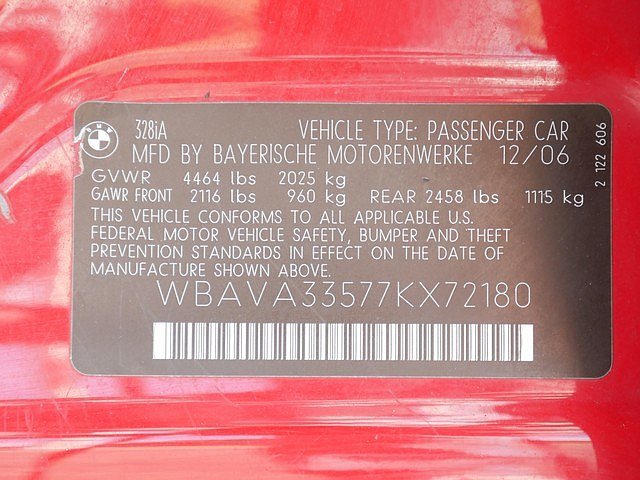 BMW
328iA VEHICLE TYPE: PASSENGER CAR
MFD BY BAYERISCHE MOTORENWERKE 12/06
GVWR 4464 lbs 2025 kg
GAWR FRONT 2116 lbs 960 kg REAR 2458 lbs 1115 kg
THIS VEHICLE CONFORMS TO ALL APPLICABLE U.S.
FEDERAL MOTOR VEHICLE SAFETY, BUMPER AND THEFT
PREVENTION STANDARDS IN EFFECT ON THE DATE OF
MANUFACTURE SHOWN ABOVE.
WBAVA33577KX72180
2 122 606